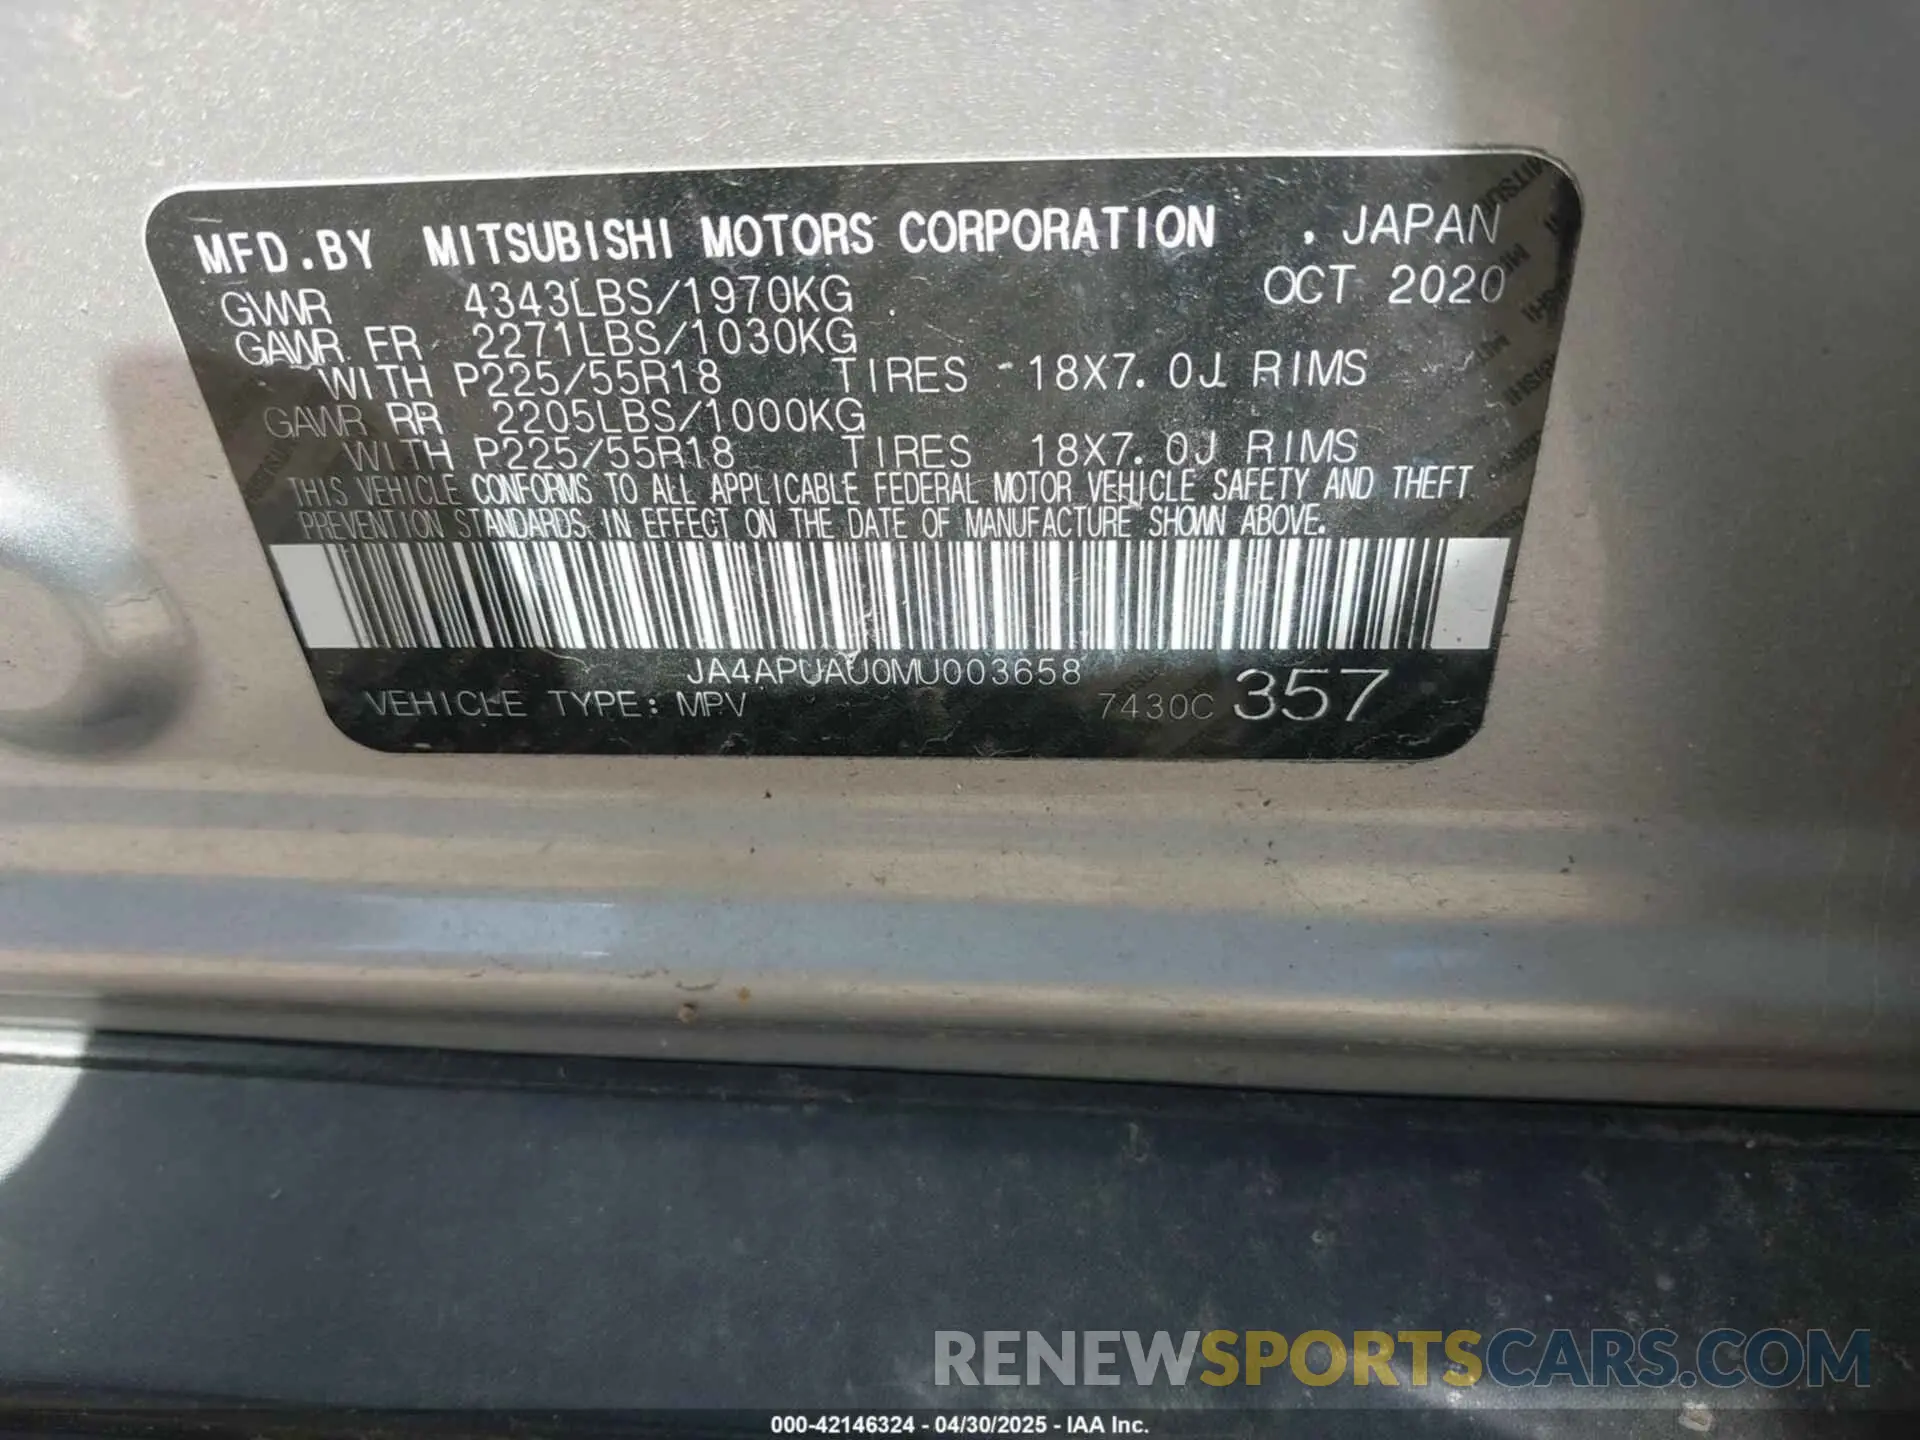 MFD.BY MITSUBISHI MOTORS CORPORATION , JAPAN
GVWR 4343LBS/1970KG OCT 2020
GAWR FR 2271LBS/1030KG
WITH P225/55R18 TIRES 18X7.0J RIMS
GAWR RR 2205LBS/1000KG
WITH P225/55R18 TIRES 18X7.0J RIMS
THIS VEHICLE CONFORMS TO ALL APPLICABLE FEDERAL MOTOR VEHICLE SAFETY AND THEFT
PREVENTION STANDARDS IN EFFECT ON THE DATE OF MANUFACTURE SHOWN ABOVE.
JA4APUAU0MU003658
VEHICLE TYPE: MPV 7430C 357
RENEWSPORTSCARS.COM
000-42146324 - 04/30/2025 - IAA Inc.